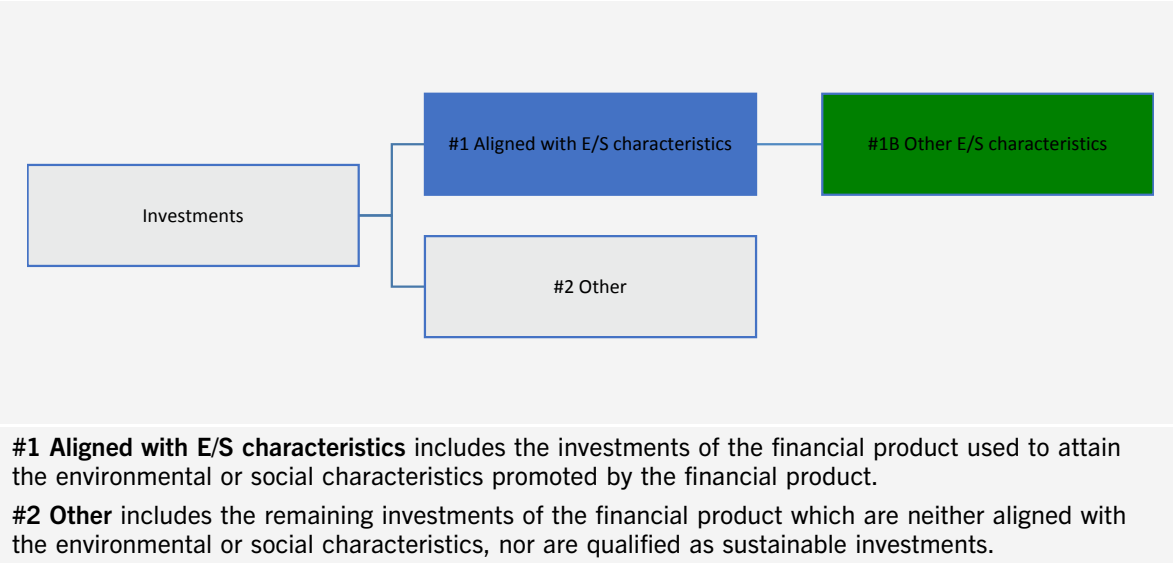 #1 Aligned with E/S characteristics
#1B Other E/S characteristics
Investments
#2 Other
#1 Aligned with E/S characteristics includes the investments of the financial product used to attain
the environmental or social characteristics promoted by the financial product.
#2 Other includes the remaining investments of the financial product which are neither aligned with
the environmental or social characteristics, nor are qualified as sustainable investments.